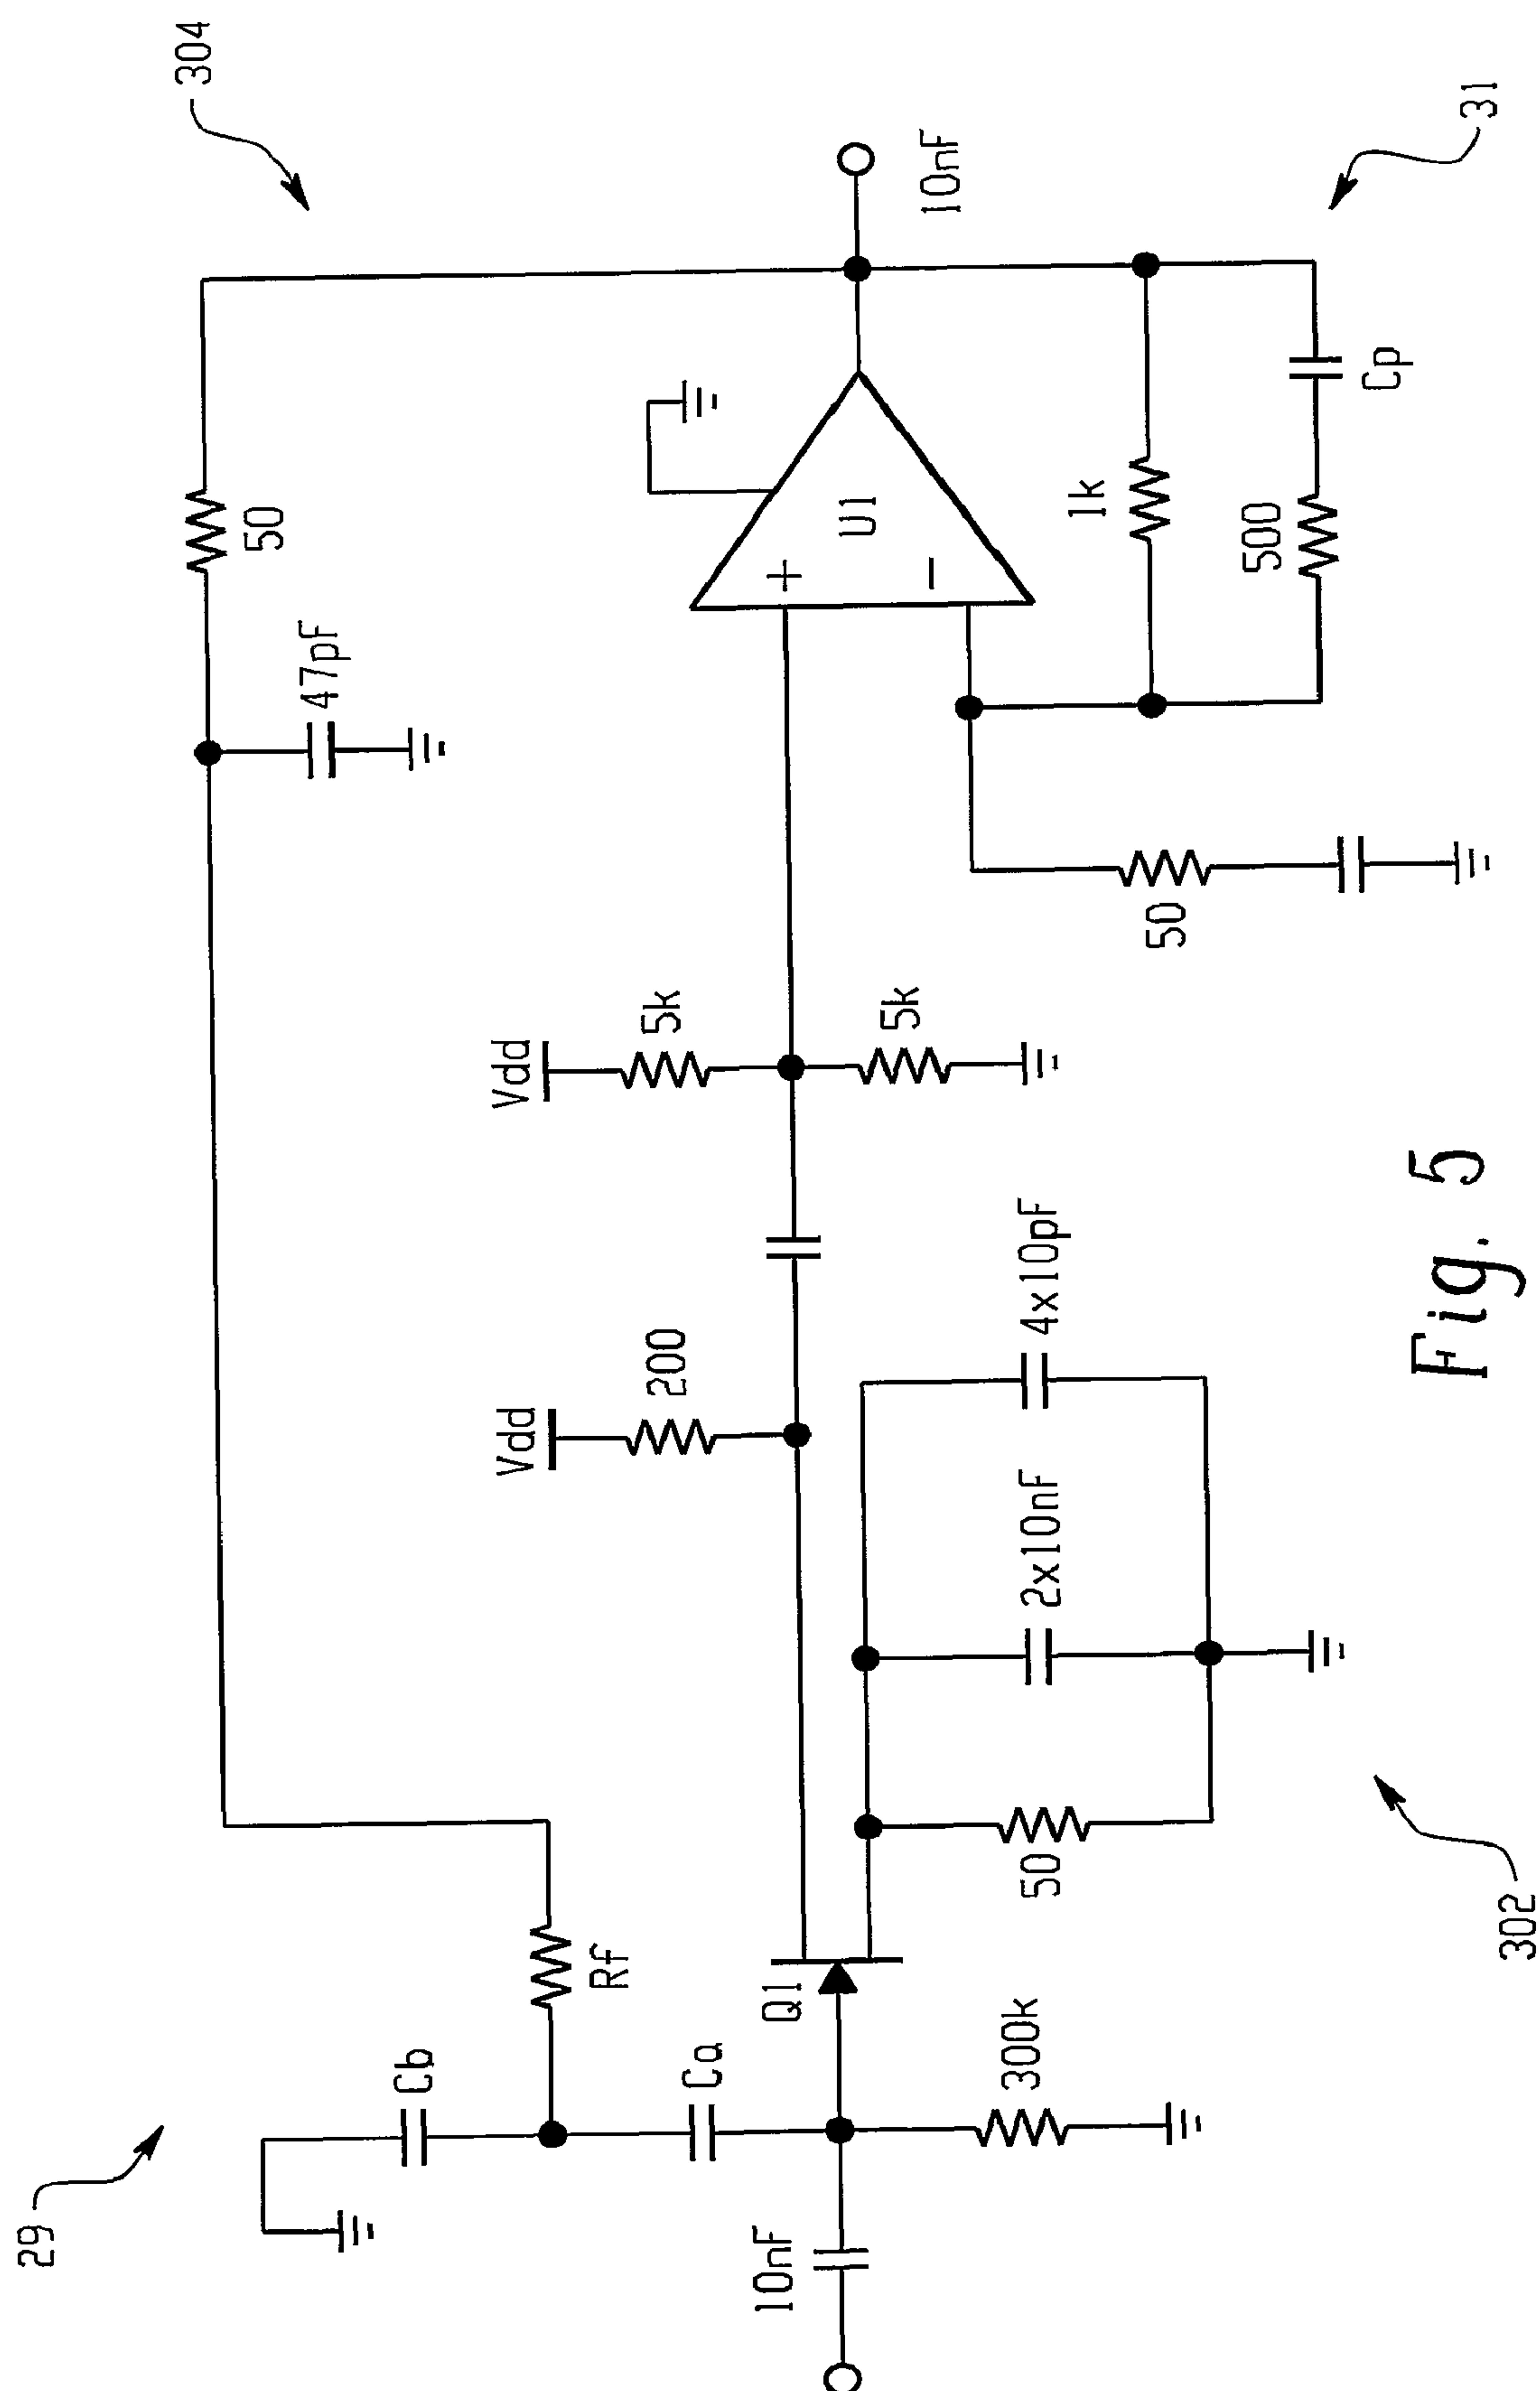 29
304
50
47pF
Cb
Rf
Ca
Vdd
200
Vdd
5k
5k
10nF
Q1
300k
50
2x10nF
4x10pF
+
−
U1
10nF
1k
500
Cp
50
302
31
Fig. 5